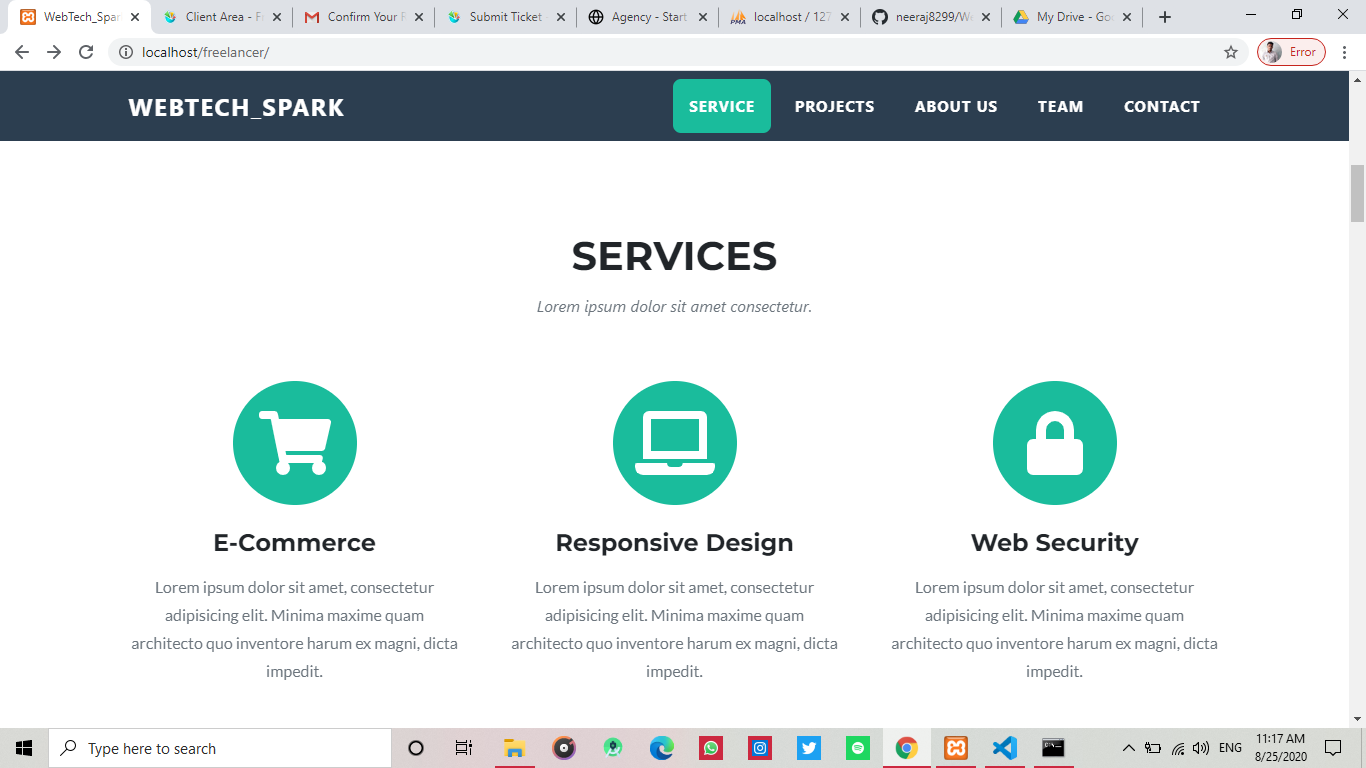 WebTech_Spar
Client Area - F
Confirm Your F
Submit Ticket -
Agency - Start
localhost / 127
neeraj8299/We
My Drive - Goo
localhost/freelancer/
Error
WEBTECH_SPARK
SERVICE
PROJECTS
ABOUT US
TEAM
CONTACT
SERVICES
Lorem ipsum dolor sit amet consectetur.
E-Commerce
Lorem ipsum dolor sit amet, consectetur
adipisicing elit. Minima maxime quam
architecto quo inventore harum ex magni, dicta
impedit.
Responsive Design
Lorem ipsum dolor sit amet, consectetur
adipisicing elit. Minima maxime quam
architecto quo inventore harum ex magni, dicta
impedit.
Web Security
Lorem ipsum dolor sit amet, consectetur
adipisicing elit. Minima maxime quam
architecto quo inventore harum ex magni, dicta
impedit.
Type here to search
ENG
11:17 AM
8/25/2020